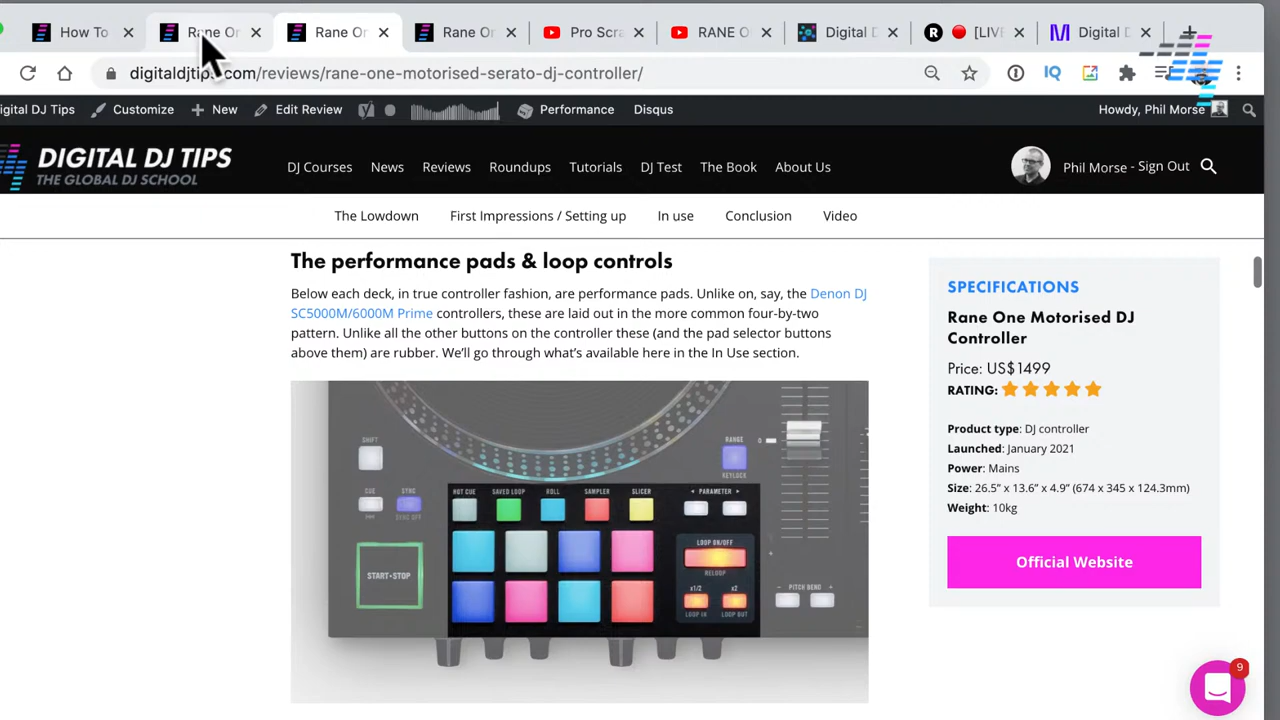 How To
Rane Or
Rane Or
Rane O
Pro Scra
RANE O
Digital D
[LIVE
Digital D
digitaldjtips.com/reviews/rane-one-motorised-serato-dj-controller/
igital DJ Tips
Customize
New
Edit Review
Performance
Disqus
Howdy, Phil Morse
DIGITAL DJ TIPS
THE GLOBAL DJ SCHOOL
DJ Courses
News
Reviews
Roundups
Tutorials
DJ Test
The Book
About Us
Phil Morse - Sign Out
The Lowdown
First Impressions / Setting up
In use
Conclusion
Video
The performance pads & loop controls
Below each deck, in true controller fashion, are performance pads. Unlike on, say, the Denon DJ
SC5000M/6000M Prime controllers, these are laid out in the more common four-by-two
pattern. Unlike all the other buttons on the controller these (and the pad selector buttons
above them) are rubber. We'll go through what's available here in the In Use section.
SHIFT
CUE
SYNC
SYNC OFF
START•STOP
HOT CUE
SAVED LOOP
ROLL
SAMPLER
SLICER
PARAMETER
LOOP ON/OFF
RELOOP
x1/2
x2
LOOP IN
LOOP OUT
RANGE
KEYLOCK
0
- PITCH BEND +
SPECIFICATIONS
Rane One Motorised DJ
Controller
Price: US$1499
RATING:
Product type: DJ controller
Launched: January 2021
Power: Mains
Size: 26.5" x 13.6" x 4.9" (674 x 345 x 124.3mm)
Weight: 10kg
Official Website
9